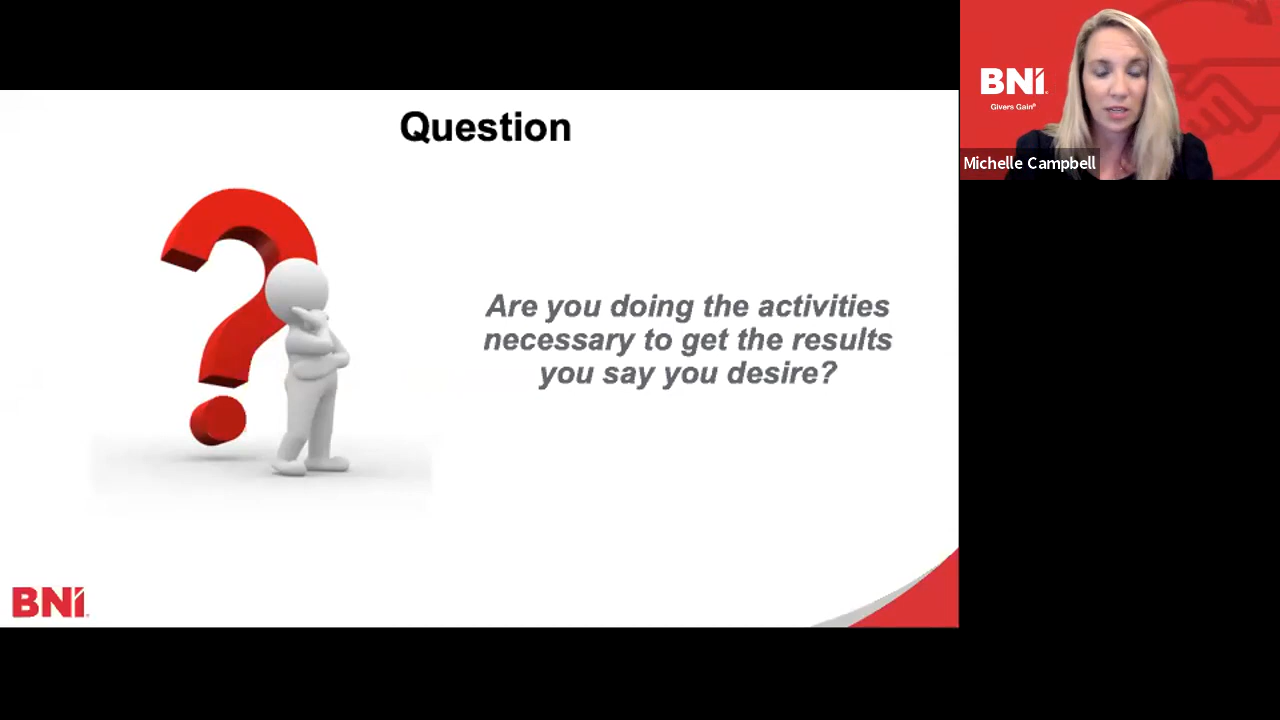 Question
Are you doing the activities
necessary to get the results
you say you desire?
BNI
BNI
Givers Gain®
Michelle Campbell